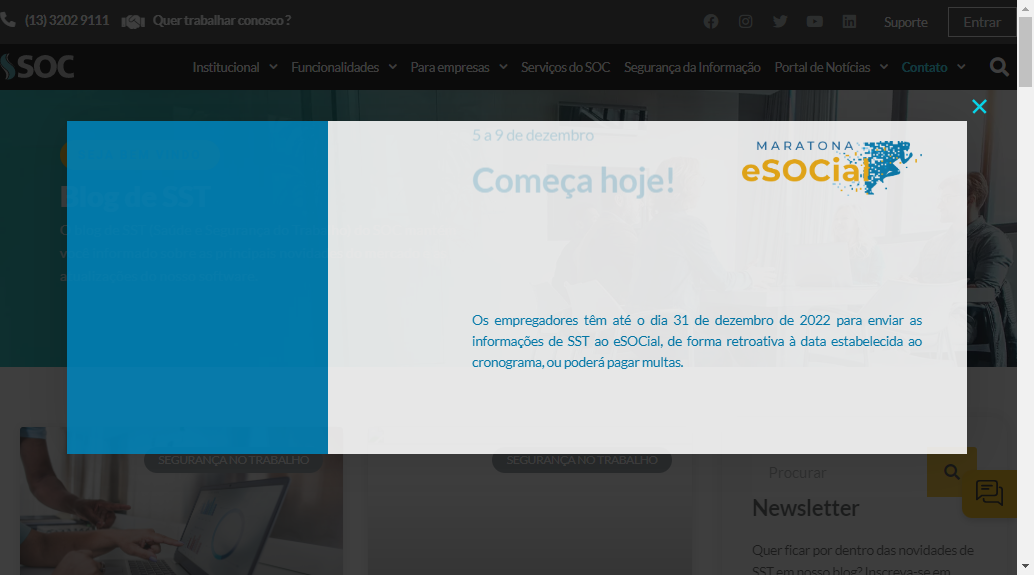 (13) 3202 9111 Quer trabalhar conosco ?
Suporte Entrar
SOC
Institucional Funcionalidades Para empresas Serviços do SOC Segurança da Informação Portal de Notícias Contato
5 a 9 de dezembro
MARATONA
eSOCial
Começa hoje!
Blog de SST
Os empregadores têm até o dia 31 de dezembro de 2022 para enviar as
informações de SST ao eSOCial, de forma retroativa à data estabelecida ao
cronograma, ou poderá pagar multas.
SEGURANÇA NO TRABALHO
SEGURANÇA NO TRABALHO
Procurar
Newsletter
Quer ficar por dentro das novidades de
SST em nosso blog? Inscreva-se em